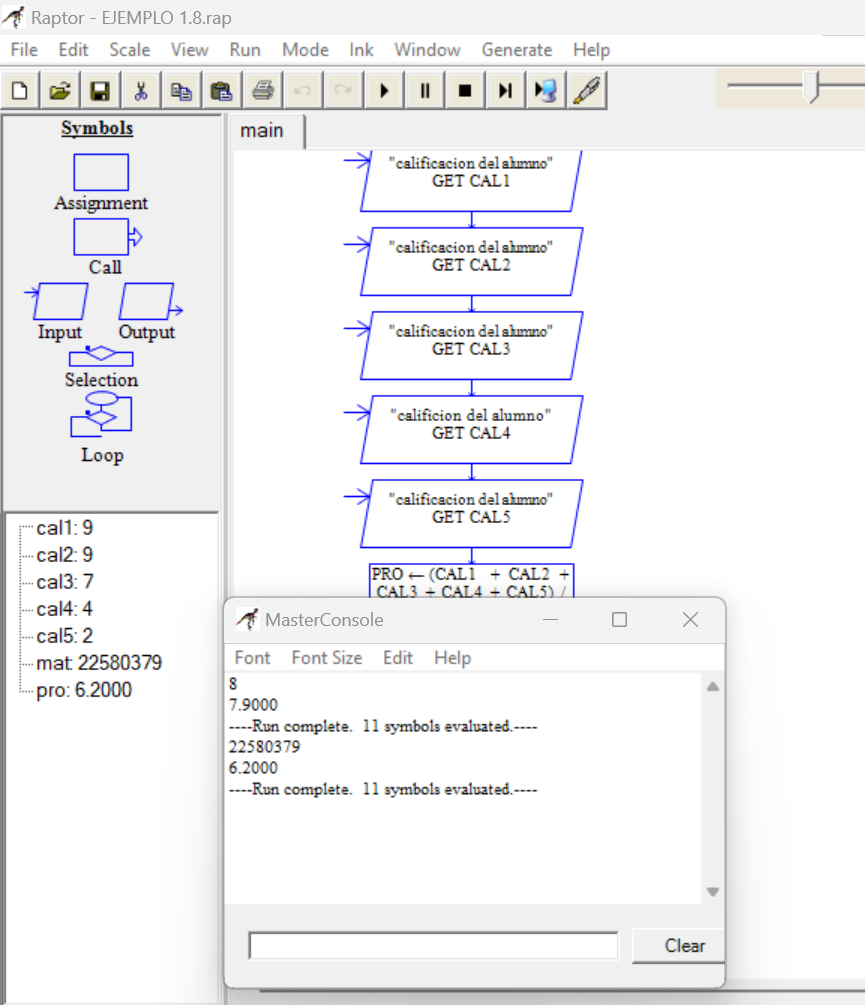 Raptor - EJEMPLO 1.8.rap
File Edit Scale View Run Mode Ink Window Generate Help
Symbols
Assignment
Call
Input Output
Selection
Loop
cal1: 9
cal2: 9
cal3: 7
cal4: 4
cal5: 2
mat: 22580379
pro: 6.2000
main
"calificacion del alumno"
GET CAL1
"calificacion del alumno"
GET CAL2
"calificacion del alumno"
GET CAL3
"calificion del alumno"
GET CAL4
"calificacion del alumno"
GET CAL5
PRO ← (CAL1 + CAL2 +
CAL3 + CAL4 + CAL5) /
MasterConsole
Font Font Size Edit Help
8
7.9000
----Run complete. 11 symbols evaluated.----
22580379
6.2000
----Run complete. 11 symbols evaluated.----
Clear